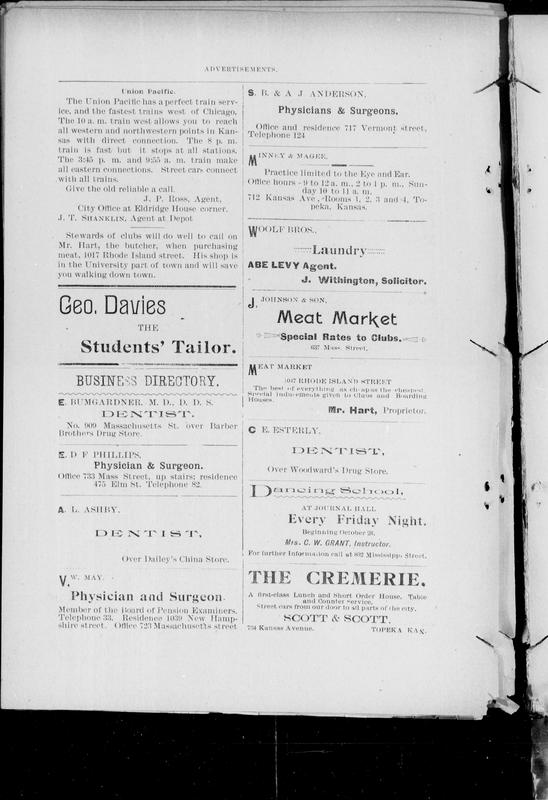 ADVERTISEMENTS.
Union Pacific.
The Union Pacific has a perfect train serv-
ice, and the fastest trains west of Chicago.
The 10 a. m. train west allows you to reach
all western and northwestern points in Kan-
sas with direct connection. The 8 p. m.
train is fast but it stops at all stations.
The 3:45 p. m. and 9:55 a. m. train make
all eastern connections. Street cars connect
with all trains.
Give the old reliable a call.
J. P. Ross, Agent,
City Office at Eldridge House corner.
J. T. SHANKLIN, Agent at Depot
Stewards of clubs will do well to call on
Mr. Hart, the butcher, when purchasing
meat, 1017 Rhode Island street. His shop is
in the University part of town and will save
you walking down town.
Geo. Davies
THE
Students' Tailor.
BUSINESS DIRECTORY.
E. BUMGARDNER, M. D., D. D. S.
DENTIST.
No. 909 Massachusetts St. over Barber
Brothers Drug Store.
E. D F PHILLIPS,
Physician & Surgeon.
Office 733 Mass Street, up stairs; residence
475 Elm St. Telephone 82.
A. L. ASHBY,
DENTIST,
Over Dailey's China Store.
V. W. MAY.
Physician and Surgeon
Member of the Board of Pension Examiners.
Telephone 33. Residence 1039 New Hamp-
shire street. Office 723 Massachusetts street
S. B. & A J ANDERSON,
Physicians & Surgeons.
Office and residence 717 Vermont street,
Telephone 124
MINNEY & MAGEE,
Practice limited to the Eye and Ear.
Office hours - 9 to 12 a. m., 2 to 4 p. m., Sun-
day 10 to 11 a. m.
712 Kansas Ave, Rooms 1, 2, 3 and 4, To-
peka, Kansas.
WOOLF BROS.,
Laundry
ABE LEVY Agent.
J. Withington, Solicitor.
J. JOHNSON & SON,
Meat Market
Special Rates to Clubs.
637 Mass. Street.
MEAT MARKET
1017 RHODE ISLAND STREET
The best of everything as cheap as the cheapest.
Special inducements given to Clubs and Boarding
Houses.
Mr. Hart, Proprietor.
C E. ESTERLY,
DENTIST,
Over Woodward's Drug Store.
Dancing School,
AT JOURNAL HALL
Every Friday Night.
Beginning October 26,
Mrs. C. W. GRANT, Instructor.
For further Information call at 802 Mississipp. Street.
THE CREMERIE.
A first-class Lunch and Short Order House. Table
and Counter Service,
Street cars from our door to all parts of the city.
SCOTT & SCOTT,
734 Kansas Avenue. TOPEKA KAN.